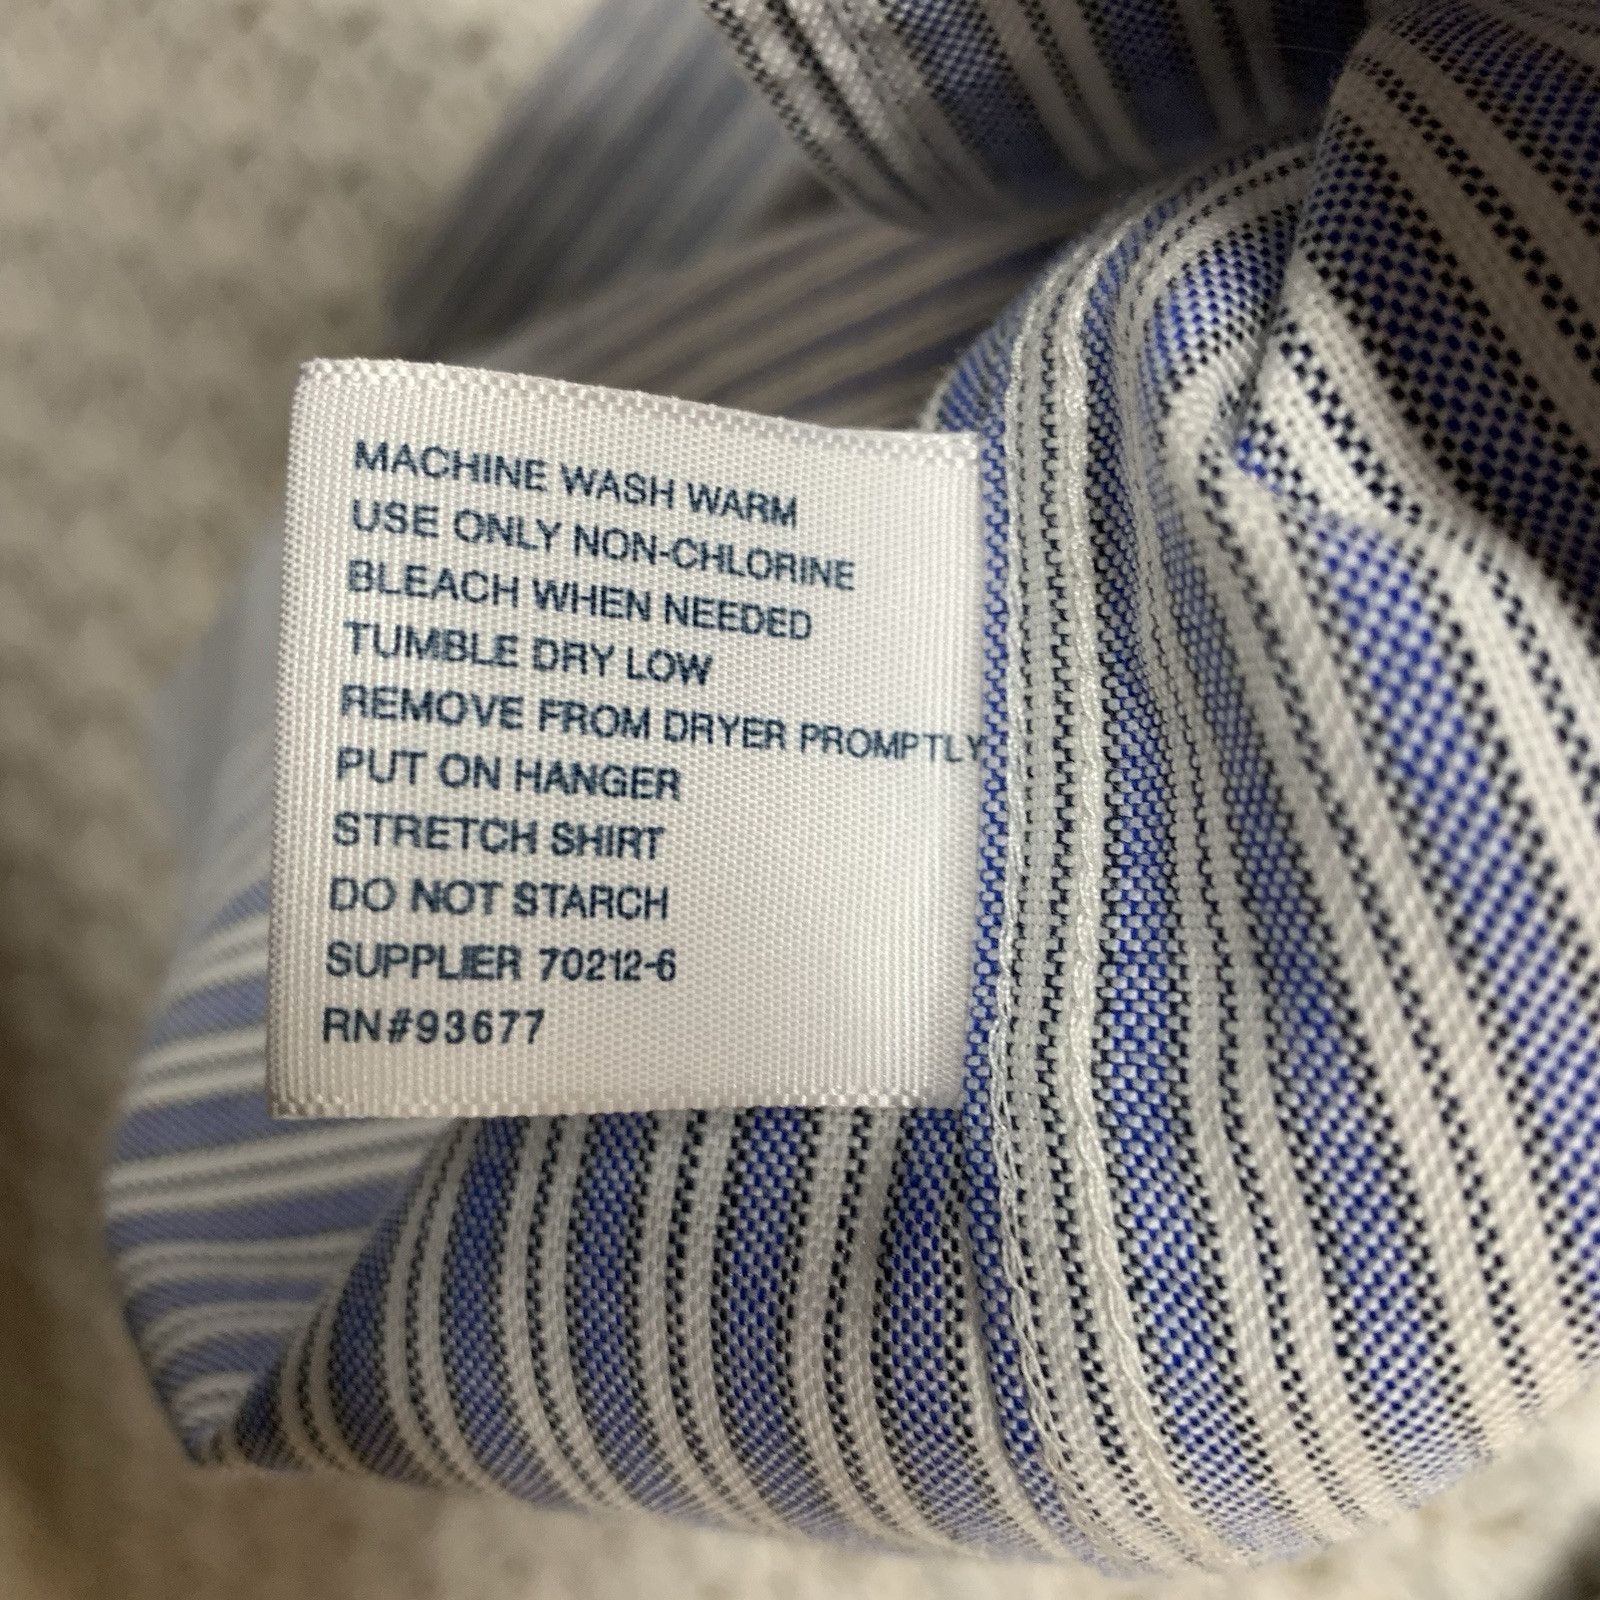 MACHINE WASH WARM
USE ONLY NON-CHLORINE
BLEACH WHEN NEEDED
TUMBLE DRY LOW
REMOVE FROM DRYER PROMPTLY
PUT ON HANGER
STRETCH SHIRT
DO NOT STARCH
SUPPLIER 70212-6
RN#93677